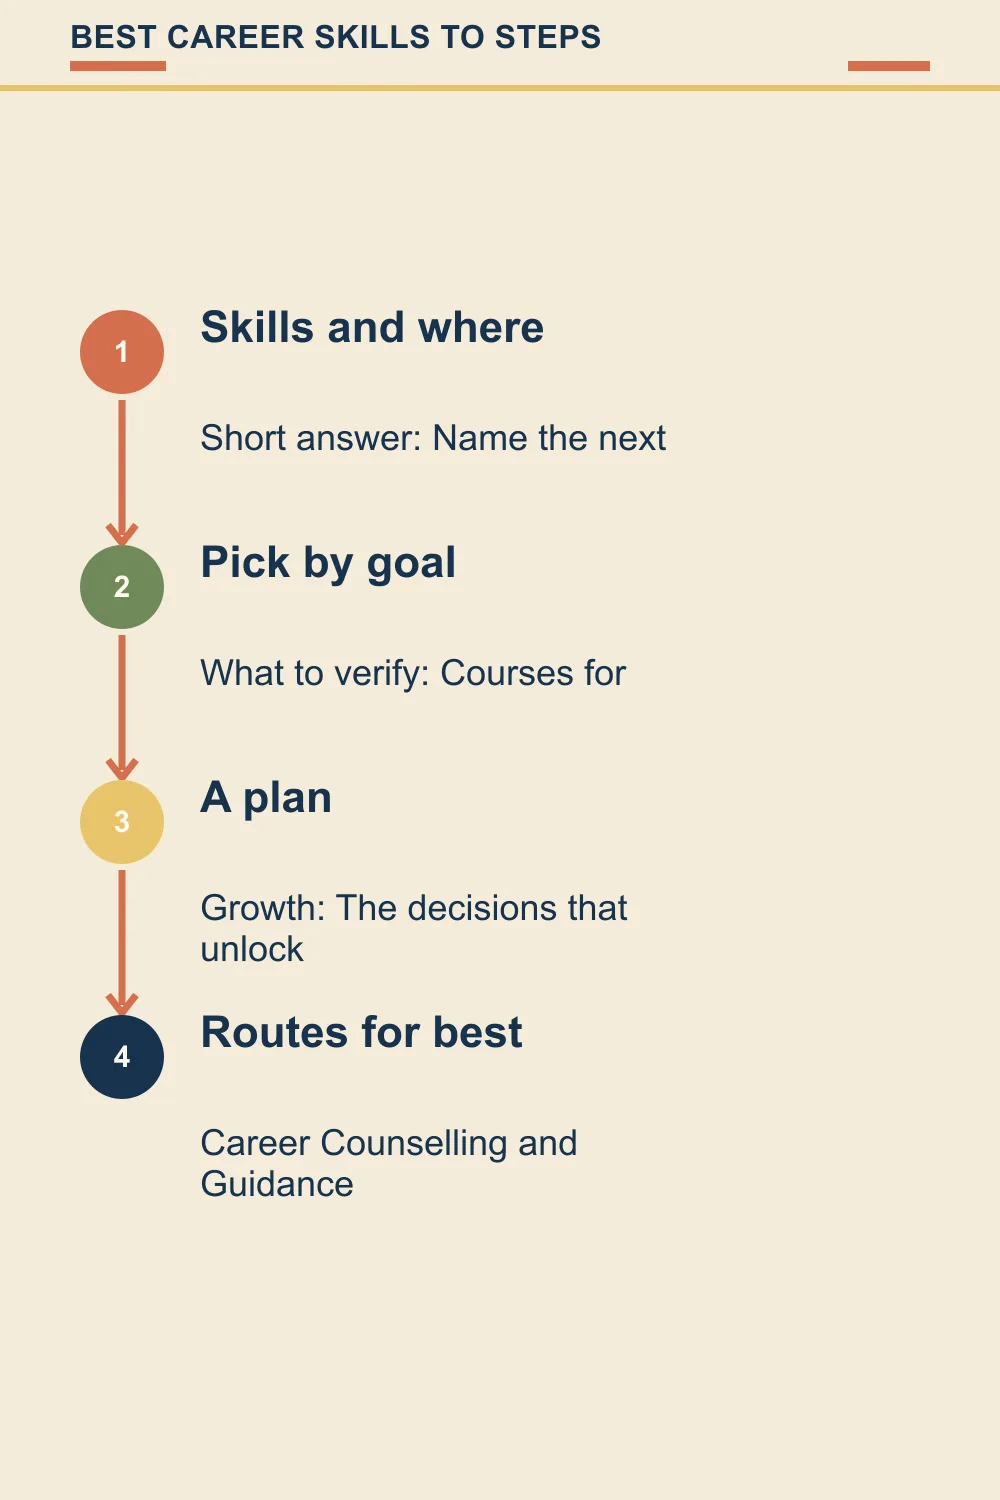 BEST CAREER SKILLS TO STEPS
1
Skills and where
Short answer: Name the next
2
Pick by goal
What to verify: Courses for
3
A plan
Growth: The decisions that
unlock
4
Routes for best
Career Counselling and
Guidance